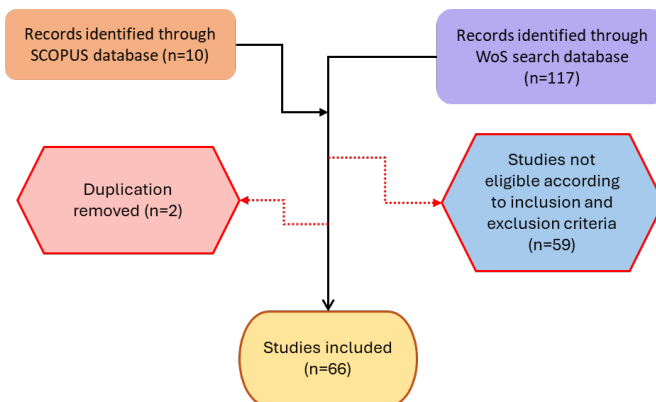 Records identified through
SCOPUS database (n=10)
Records identified through
WoS search database
(n=117)
Duplication
removed (n=2)
Studies not
eligible according
to inclusion and
exclusion criteria
(n=59)
Studies included
(n=66)